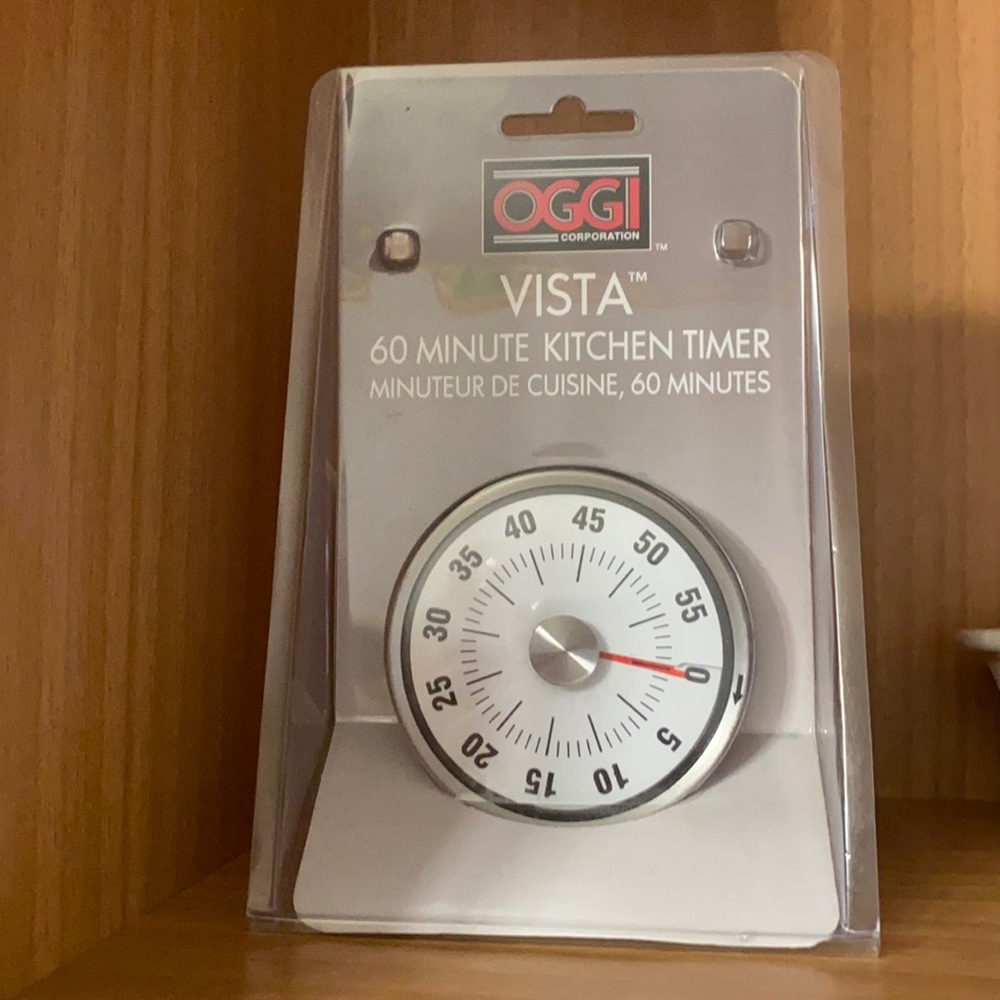 OGGI
CORPORATION
TM
VISTA™
60 MINUTE KITCHEN TIMER
MINUTEUR DE CUISINE, 60 MINUTES
0
5
10
15
20
25
30
35
40
45
50
55